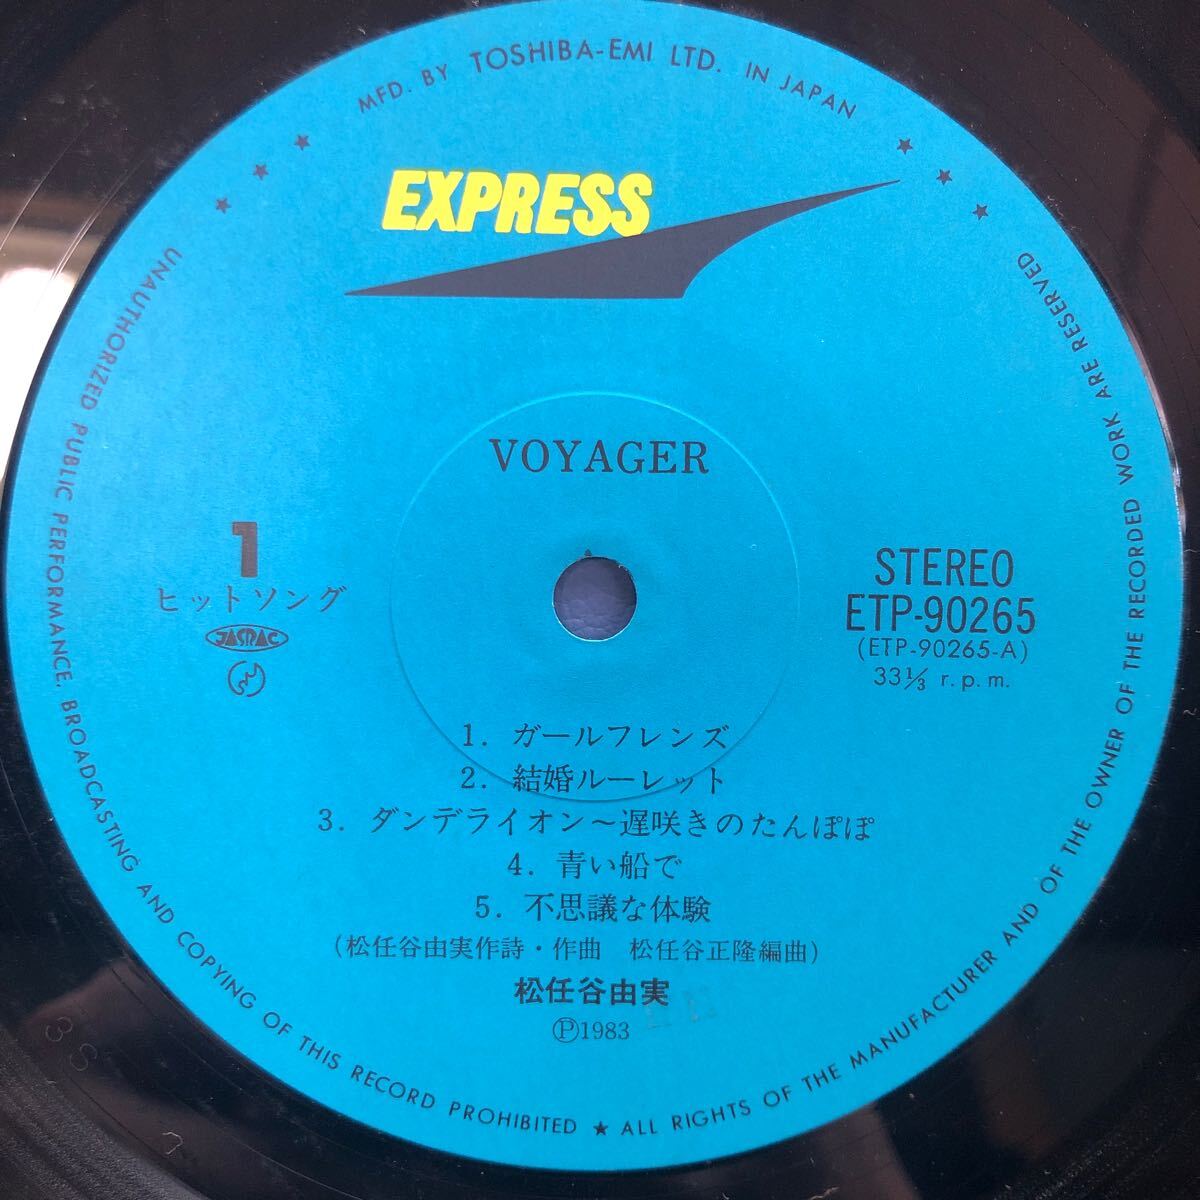 MFD. BY TOSHIBA-EMI LTD. IN JAPAN
EXPRESS
VOYAGER
1
ヒットソング
JASRAC
STEREO
ETP-90265
(ETP-90265-A)
33⅓ r.p.m.
1. ガールフレンズ
2. 結婚ルーレット
3. ダンデライオン〜遅咲きのたんぽぽ
4. 青い船で
5. 不思議な体験
(松任谷由実作詩・作曲 松任谷正隆編曲)
松任谷由実
Ⓟ1983
UNAUTHORIZED PUBLIC PERFORMANCE, BROADCASTING AND COPYING OF THIS RECORD PROHIBITED ★ ALL RIGHTS OF THE MANUFACTURER AND OF THE OWNER OF THE RECORDED WORK ARE RESERVED